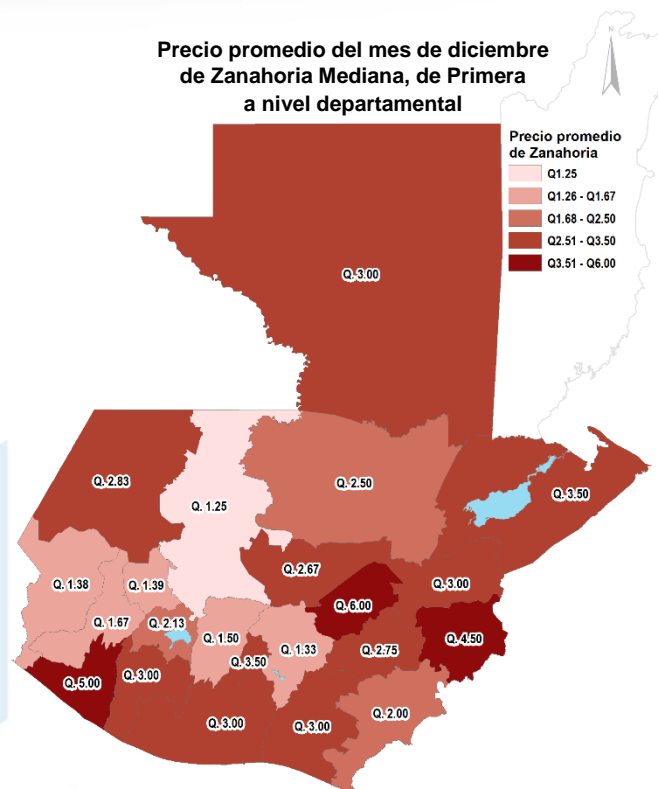 Precio promedio del mes de diciembre
de Zanahoria Mediana, de Primera
a nivel departamental
N
Precio promedio
de Zanahoria
Q1.25
Q1.26 - Q1.67
Q1.68 - Q2.50
Q2.51 - Q3.50
Q3.51 - Q6.00
Q. 3.00
Q. 2.83
Q. 1.25
Q. 2.50
Q. 3.50
Q. 2.67
Q. 3.00
Q. 1.38
Q. 1.39
Q. 6.00
Q. 1.67
Q. 2.13
Q. 1.50
Q. 1.33
Q. 4.50
Q. 3.50
Q. 2.75
Q. 5.00
Q. 3.00
Q. 3.00
Q. 3.00
Q. 2.00